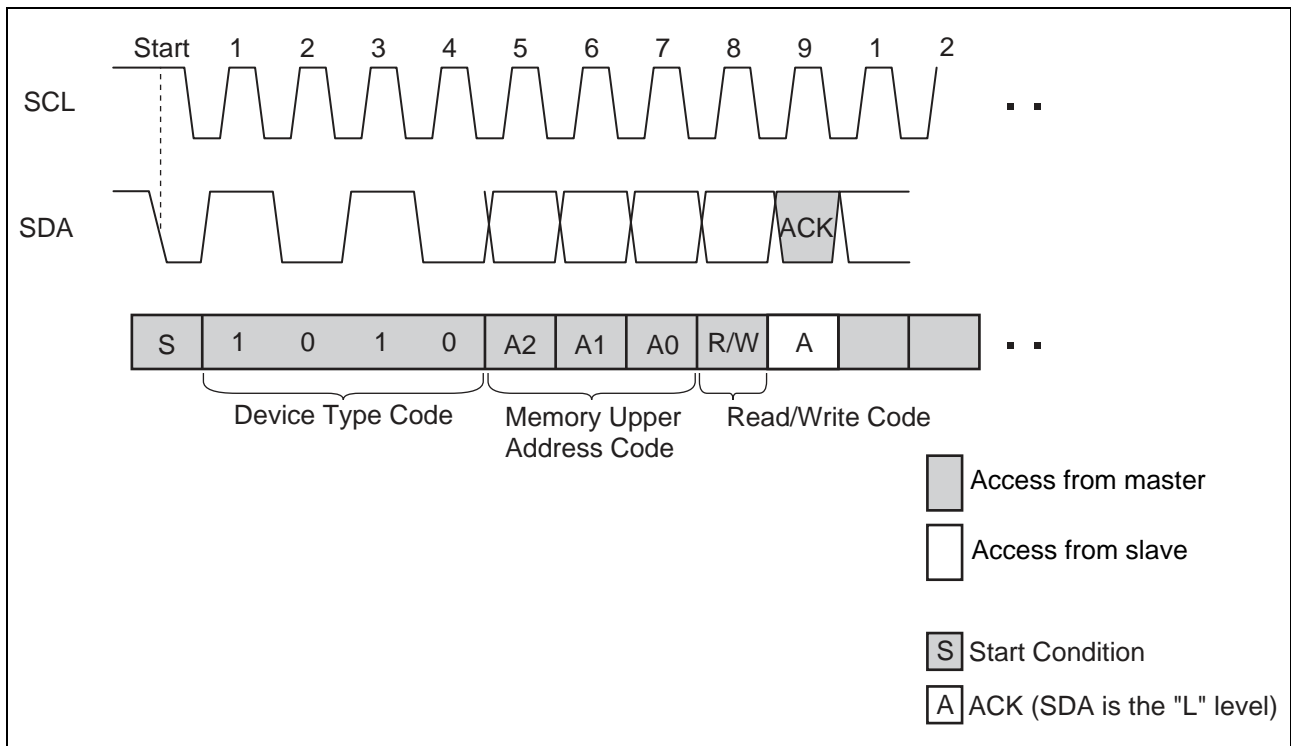 Start 1 2 3 4 5 6 7 8 9 1 2
SCL
SDA
ACK
S 1 0 1 0 A2 A1 A0 R/W A
Device Type Code
Memory Upper
Address Code
Read/Write Code
Access from master
Access from slave
S Start Condition
A ACK (SDA is the "L" level)